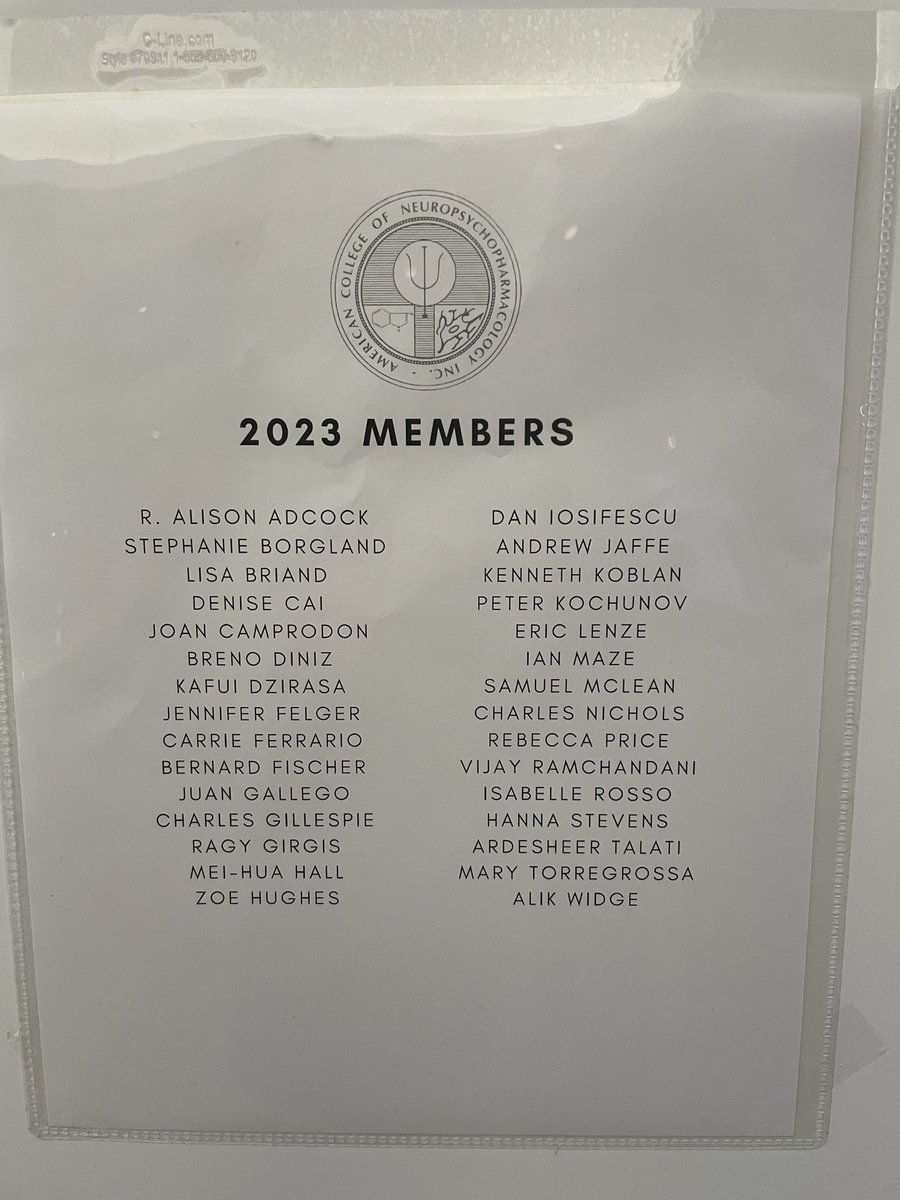 C-Line.com
AMERICAN COLLEGE OF NEUROPSYCHOPHARMACOLOGY INC. -
2023 MEMBERS
R. ALISON ADCOCK
STEPHANIE BORGLAND
LISA BRIAND
DENISE CAI
JOAN CAMPRODON
BRENO DINIZ
KAFUI DZIRASA
JENNIFER FELGER
CARRIE FERRARIO
BERNARD FISCHER
JUAN GALLEGO
CHARLES GILLESPIE
RAGY GIRGIS
MEI-HUA HALL
ZOE HUGHES
DAN IOSIFESCU
ANDREW JAFFE
KENNETH KOBLAN
PETER KOCHUNOV
ERIC LENZE
IAN MAZE
SAMUEL MCLEAN
CHARLES NICHOLS
REBECCA PRICE
VIJAY RAMCHANDANI
ISABELLE ROSSO
HANNA STEVENS
ARDESHEER TALATI
MARY TORREGROSSA
ALIK WIDGE